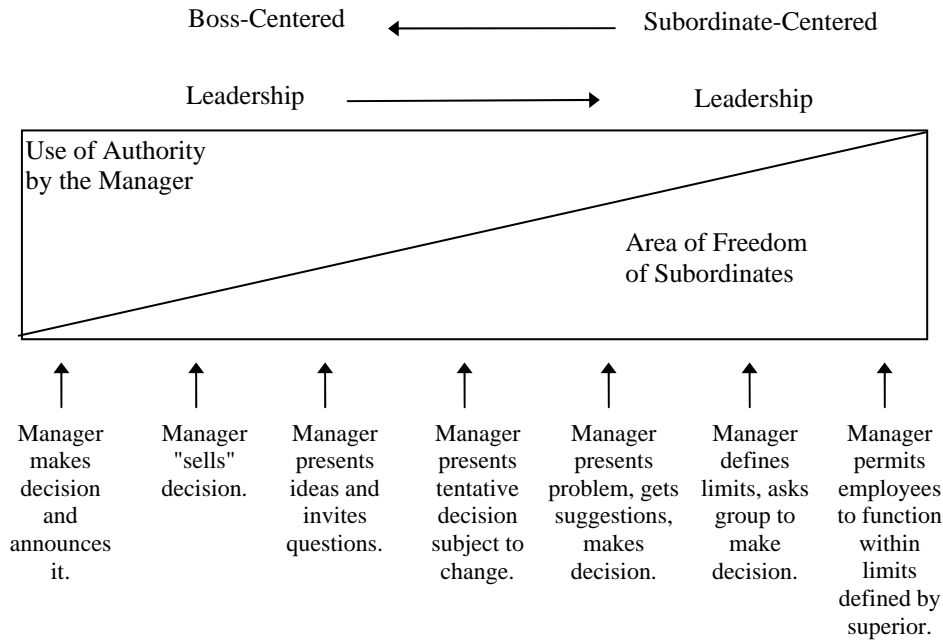 Boss-Centered
Subordinate-Centered
Leadership
Leadership
Use of Authority
by the Manager
Area of Freedom
of Subordinates
Manager
makes
decision
and
announces
it.
Manager
"sells"
decision.
Manager
presents
ideas and
invites
questions.
Manager
presents
tentative
decision
subject to
change.
Manager
presents
problem, gets
suggestions,
makes
decision.
Manager
defines
limits, asks
group to
make
decision.
Manager
permits
employees
to function
within
limits
defined by
superior.